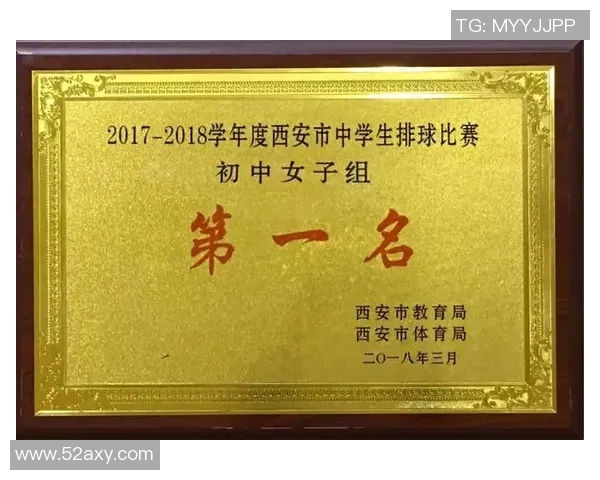 TG: MYYJJPP
2017-2018学年度西安市中学生排球比赛
初中女子组
第一名
西安市教育局
西安市体育局
二〇一八年三月
www.52axy.com